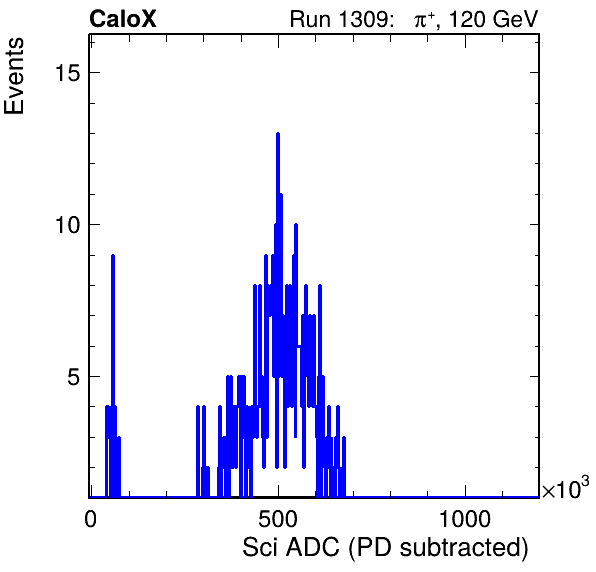 CaloX Run 1309: π⁺, 120 GeV
Events
15
10
5
0 500 1000 ×10³
Sci ADC (PD subtracted)